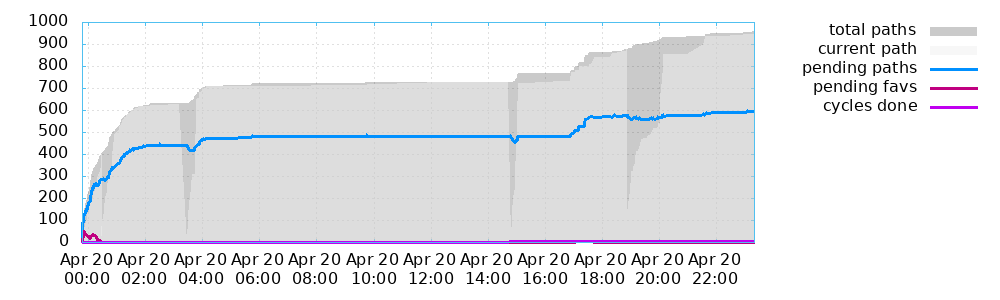 1000
900
800
700
600
500
400
300
200
100
0
Apr 20 Apr 20 Apr 20 Apr 20 Apr 20 Apr 20 Apr 20 Apr 20 Apr 20 Apr 20 Apr 20 Apr 20
00:00 02:00 04:00 06:00 08:00 10:00 12:00 14:00 16:00 18:00 20:00 22:00
total paths
current path
pending paths
pending favs
cycles done